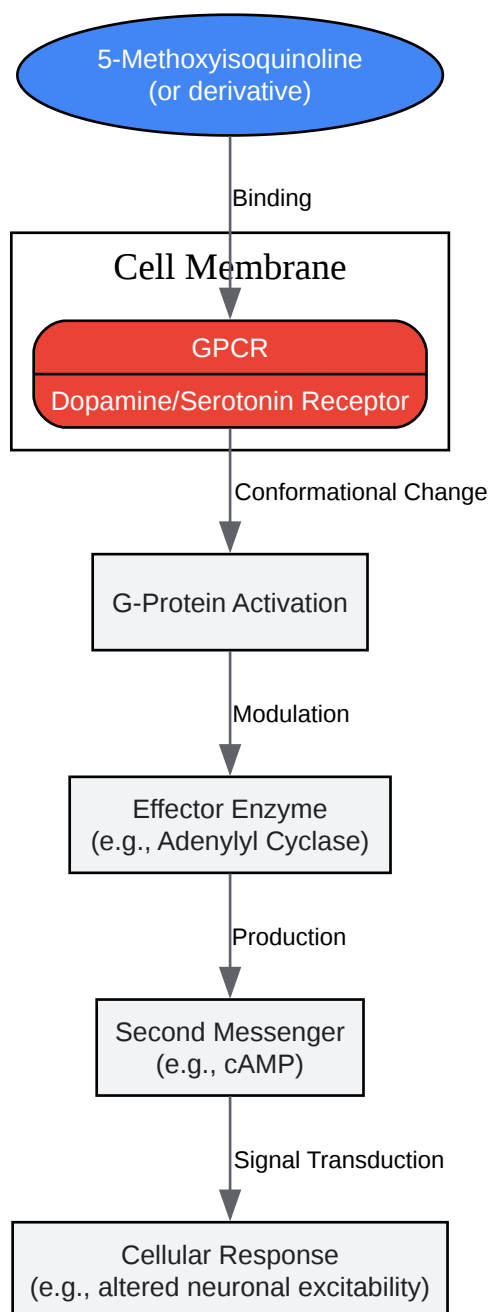 5-Methoxyisoquinoline
(or derivative)
Binding
Cell Membrane
GPCR
Dopamine/Serotonin Receptor
Conformational Change
G-Protein Activation
Modulation
Effector Enzyme
(e.g., Adenylyl Cyclase)
Production
Second Messenger
(e.g., cAMP)
Signal Transduction
Cellular Response
(e.g., altered neuronal excitability)